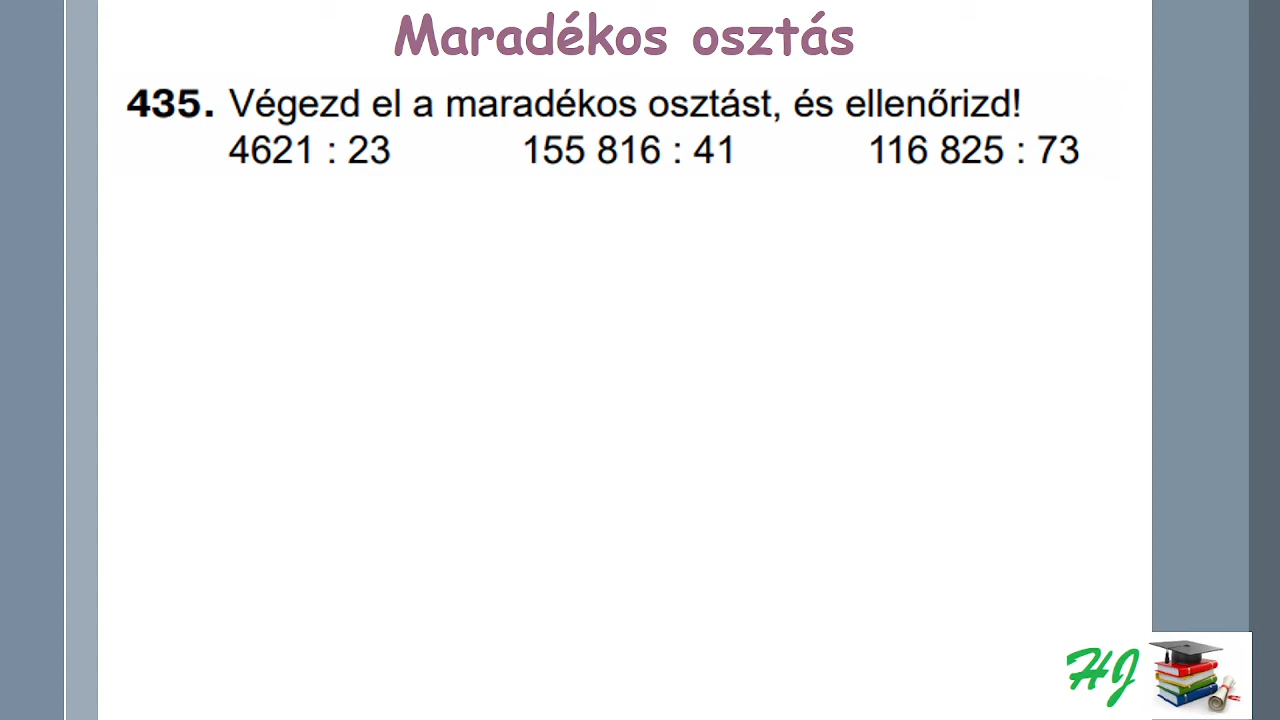 Maradékos osztás
435. Végezd el a maradékos osztást, és ellenőrizd!
4621 : 23 155 816 : 41 116 825 : 73
HJ